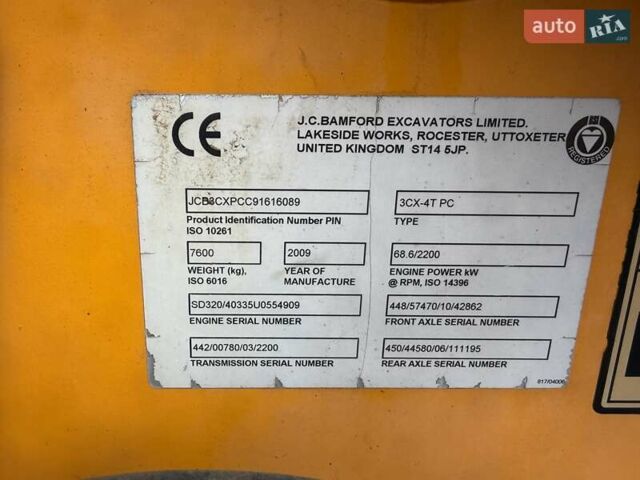 auto RIA .com
CE
J.C.BAMFORD EXCAVATORS LIMITED.
LAKESIDE WORKS, ROCESTER, UTTOXETER
UNITED KINGDOM ST14 5JP.
REGISTERED
JCB3CXPCC91616089
Product Identification Number PIN
ISO 10261
3CX-4T PC
TYPE
7600
WEIGHT (kg),
ISO 6016
2009
YEAR OF
MANUFACTURE
68.6/2200
ENGINE POWER kW
@ RPM, ISO 14396
SD320/40335U0554909
ENGINE SERIAL NUMBER
448/57470/10/42862
FRONT AXLE SERIAL NUMBER
442/00780/03/2200
TRANSMISSION SERIAL NUMBER
450/44580/06/111195
REAR AXLE SERIAL NUMBER
817/04006